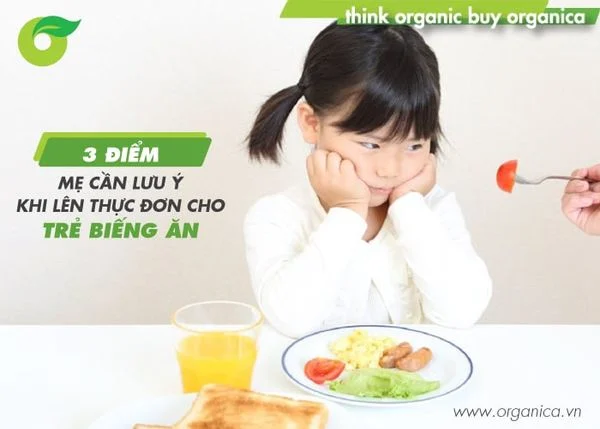 think organic buy organica
3 ĐIỂM
MẸ CẦN LƯU Ý
KHI LÊN THỰC ĐƠN CHO
TRẺ BIẾNG ĂN
www.organica.vn